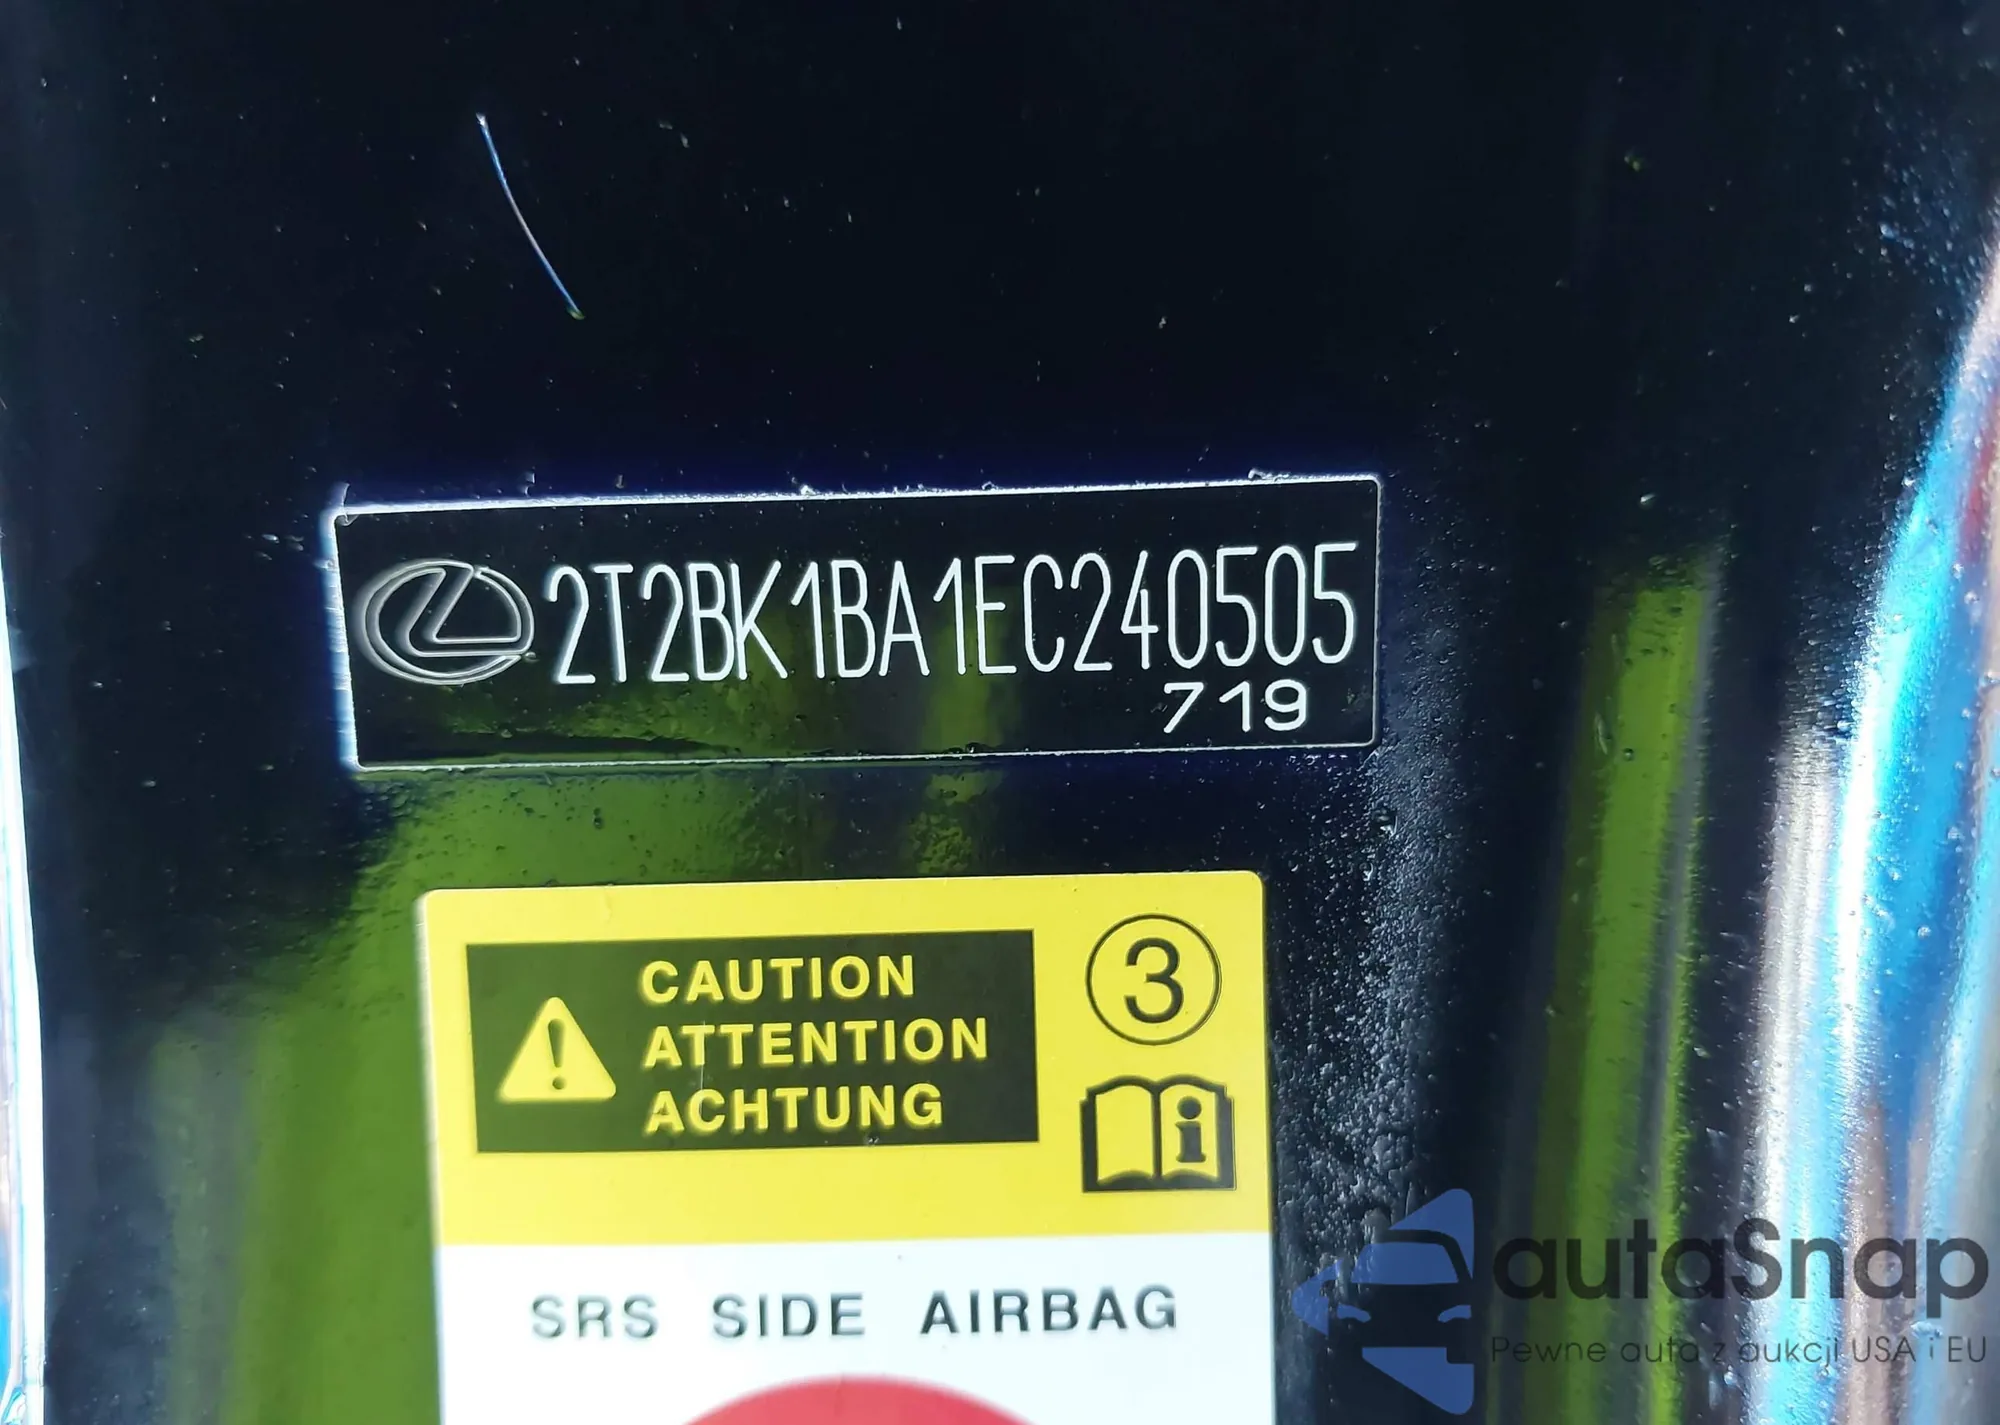 2T2BK1BA1EC240505
719
CAUTION
ATTENTION
ACHTUNG
3
i
SRS SIDE AIRBAG
autaSnap
Pewne auta z aukcji USA i EU